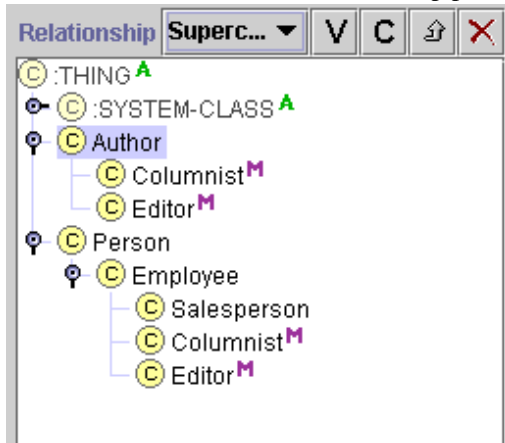 Relationship Superc... V C
C :THING A
C :SYSTEM-CLASS A
C Author
C Columnist M
C Editor M
C Person
C Employee
C Salesperson
C Columnist M
C Editor M